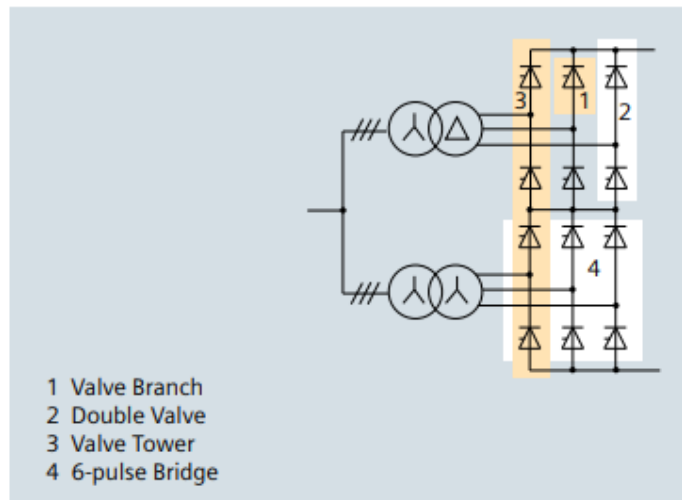 3
1
2
4
1 Valve Branch
2 Double Valve
3 Valve Tower
4 6-pulse Bridge